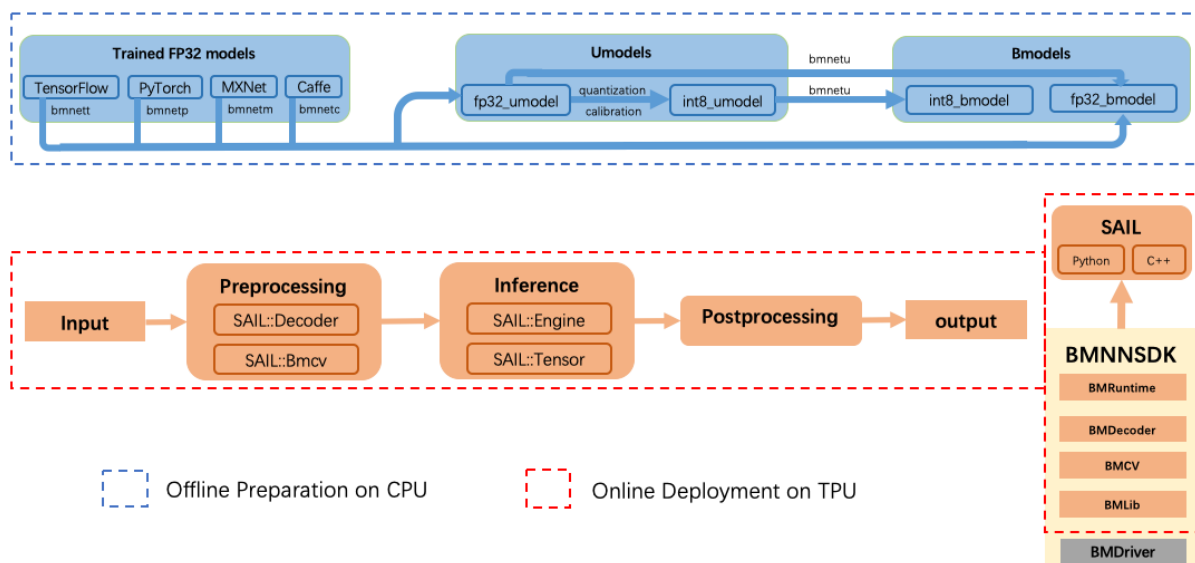 Trained FP32 models
TensorFlow
PyTorch
MXNet
Caffe
bmnett
bmnetp
bmnetm
bmnetc
Umodels
fp32_umodel
quantization
calibration
int8_umodel
bmnetu
bmnetu
Bmodels
int8_bmodel
fp32_bmodel
Input
Preprocessing
SAIL::Decoder
SAIL::Bmcv
Inference
SAIL::Engine
SAIL::Tensor
Postprocessing
output
SAIL
Python
C++
BMNNSDK
BMRuntime
BMDecoder
BMCV
BMLib
BMDriver
Offline Preparation on CPU
Online Deployment on TPU